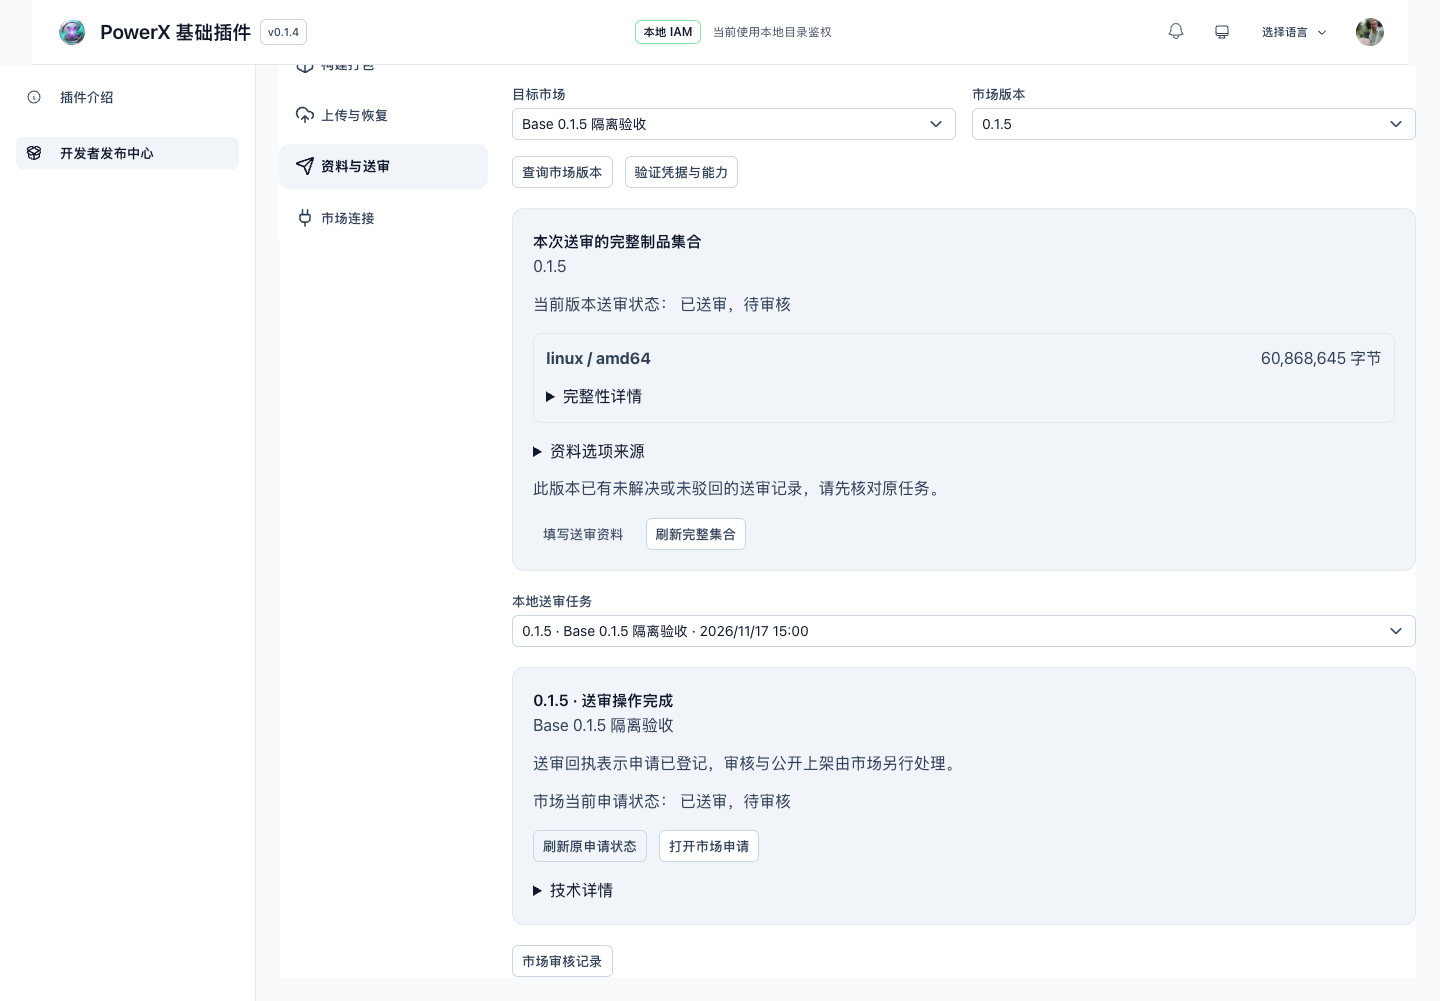 PowerX 基础插件
v0.1.4
本地 IAM
当前使用本地目录鉴权
选择语言
插件介绍
开发者发布中心
构建打包
上传与恢复
资料与送审
市场连接
目标市场
市场版本
Base 0.1.5 隔离验收
0.1.5
查询市场版本
验证凭据与能力
本次送审的完整制品集合
0.1.5
当前版本送审状态： 已送审，待审核
linux / amd64
60,868,645 字节
完整性详情
资料选项来源
此版本已有未解决或未驳回的送审记录，请先核对原任务。
填写送审资料
刷新完整集合
本地送审任务
0.1.5 · Base 0.1.5 隔离验收 · 2026/11/17 15:00
0.1.5 · 送审操作完成
Base 0.1.5 隔离验收
送审回执表示申请已登记，审核与公开上架由市场另行处理。
市场当前申请状态： 已送审，待审核
刷新原申请状态
打开市场申请
技术详情
市场审核记录